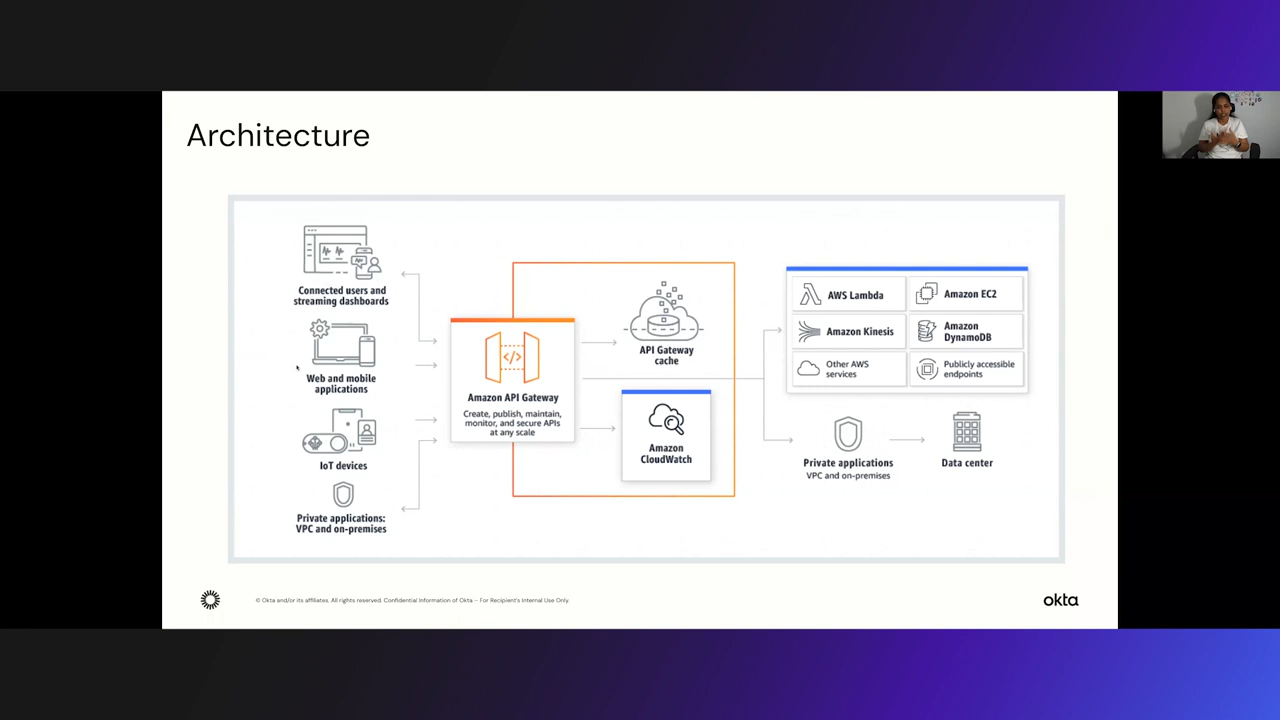 Architecture
Connected users and
streaming dashboards
Web and mobile
applications
IoT devices
Private applications:
VPC and on-premises
</>
Amazon API Gateway
Create, publish, maintain,
monitor, and secure APIs
at any scale
API Gateway
cache
Amazon
CloudWatch
AWS Lambda
Amazon EC2
Amazon Kinesis
Amazon
DynamoDB
Other AWS
services
Publicly accessible
endpoints
Private applications
VPC and on-premises
Data center
© Okta and/or its affiliates. All rights reserved. Confidential Information of Okta – For Recipient's Internal Use Only.
okta